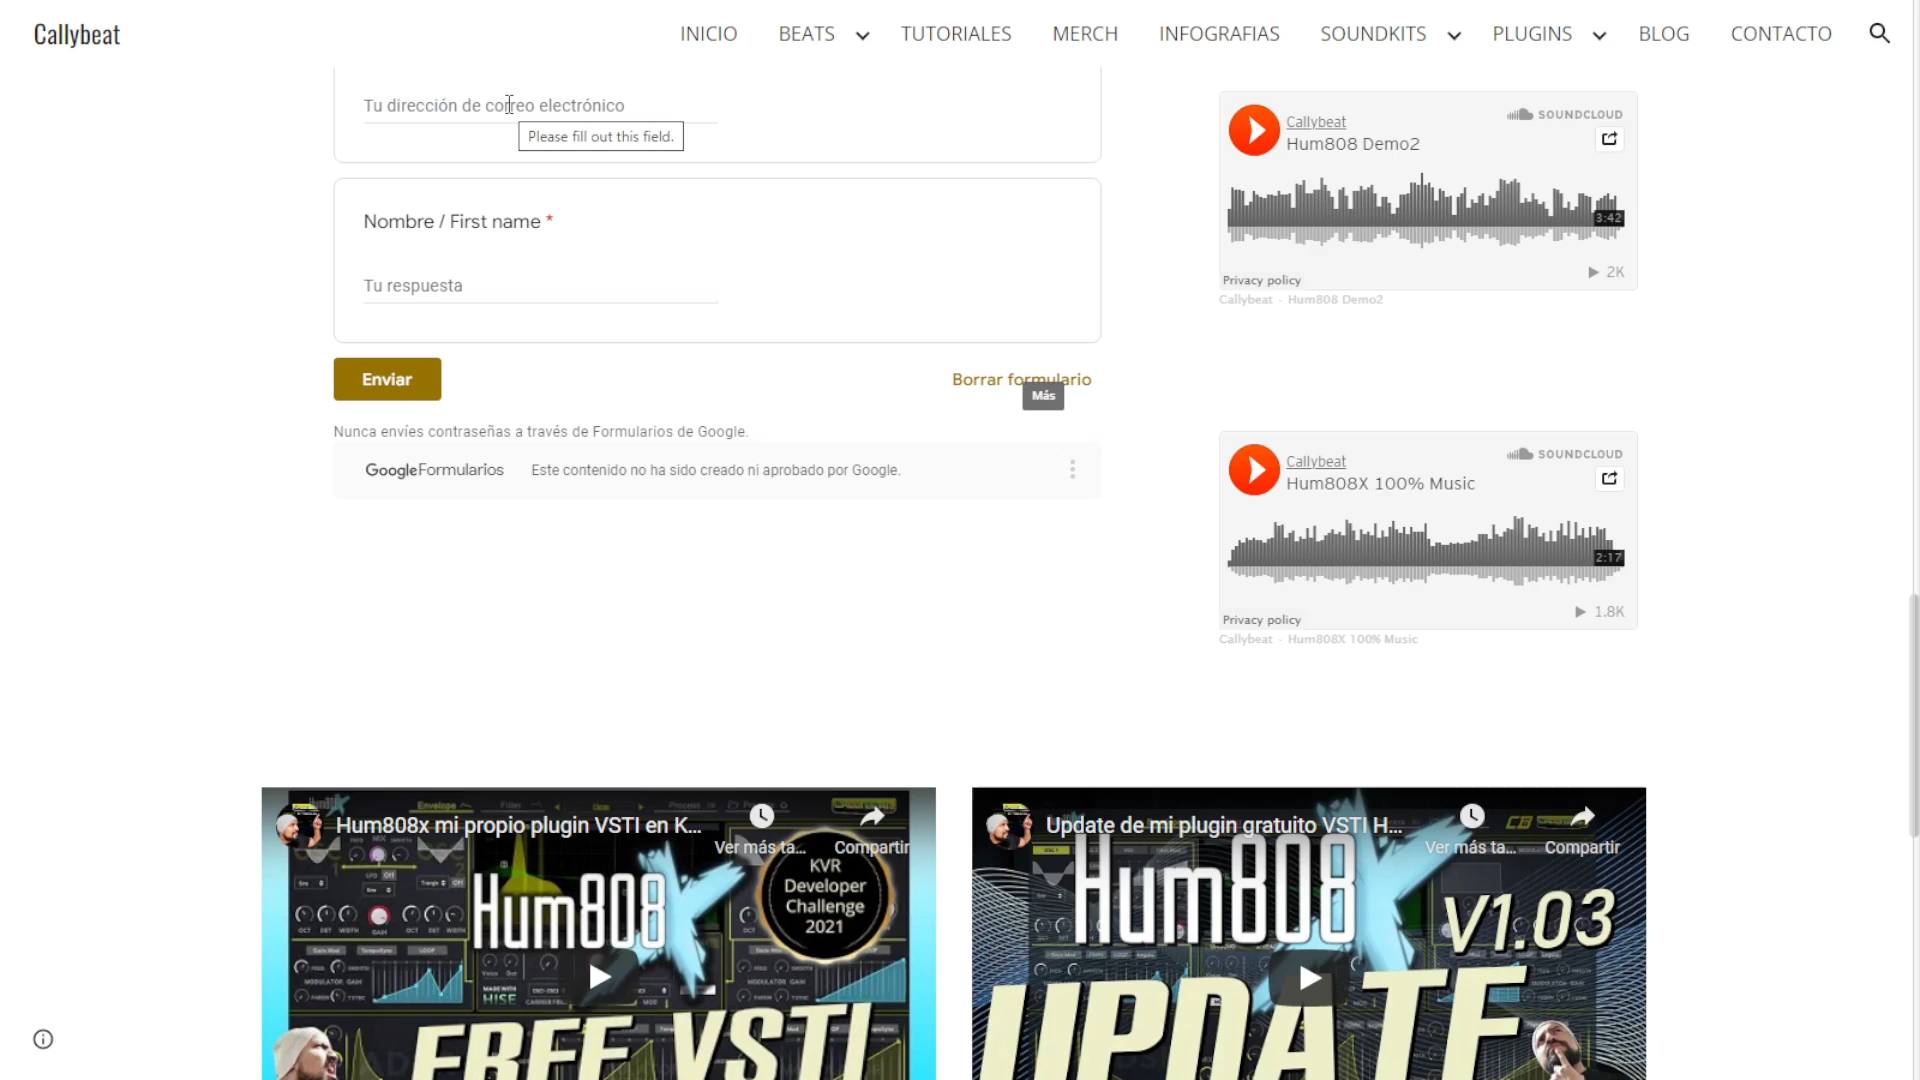 Callybeat
INICIO BEATS TUTORIALES MERCH INFOGRAFIAS SOUNDKITS PLUGINS BLOG CONTACTO
Tu dirección de correo electrónico
Please fill out this field.
Nombre / First name *
Tu respuesta
Enviar
Borrar formulario
Más
Nunca envíes contraseñas a través de Formularios de Google.
GoogleFormularios Este contenido no ha sido creado ni aprobado por Google.
Callybeat
SOUNDCLOUD
Hum808 Demo2
3:42
2K
Privacy policy
Callybeat - Hum808 Demo2
Callybeat
SOUNDCLOUD
Hum808X 100% Music
2:17
1.8K
Privacy policy
Callybeat - Hum808X 100% Music
Hum808x mi propio plugin VSTI en K...
Ver más ta...
Compartir
KVR
Developer
Challenge
2021
Hum808X
FREE VSTI
Update de mi plugin gratuito VSTI H...
Ver más ta...
Compartir
Hum808X
V1.03
UPDATE